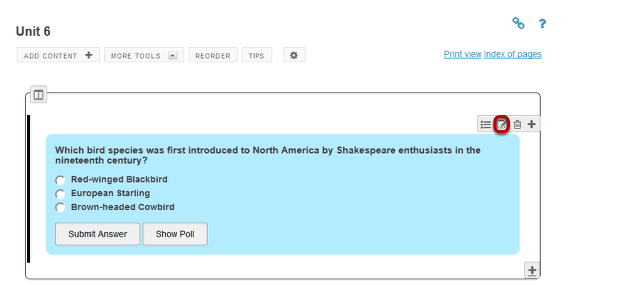 Unit 6
?
ADD CONTENT + MORE TOOLS REORDER TIPS
Print view Index of pages
Which bird species was first introduced to North America by Shakespeare enthusiasts in the
nineteenth century?
Red-winged Blackbird
European Starling
Brown-headed Cowbird
Submit Answer Show Poll